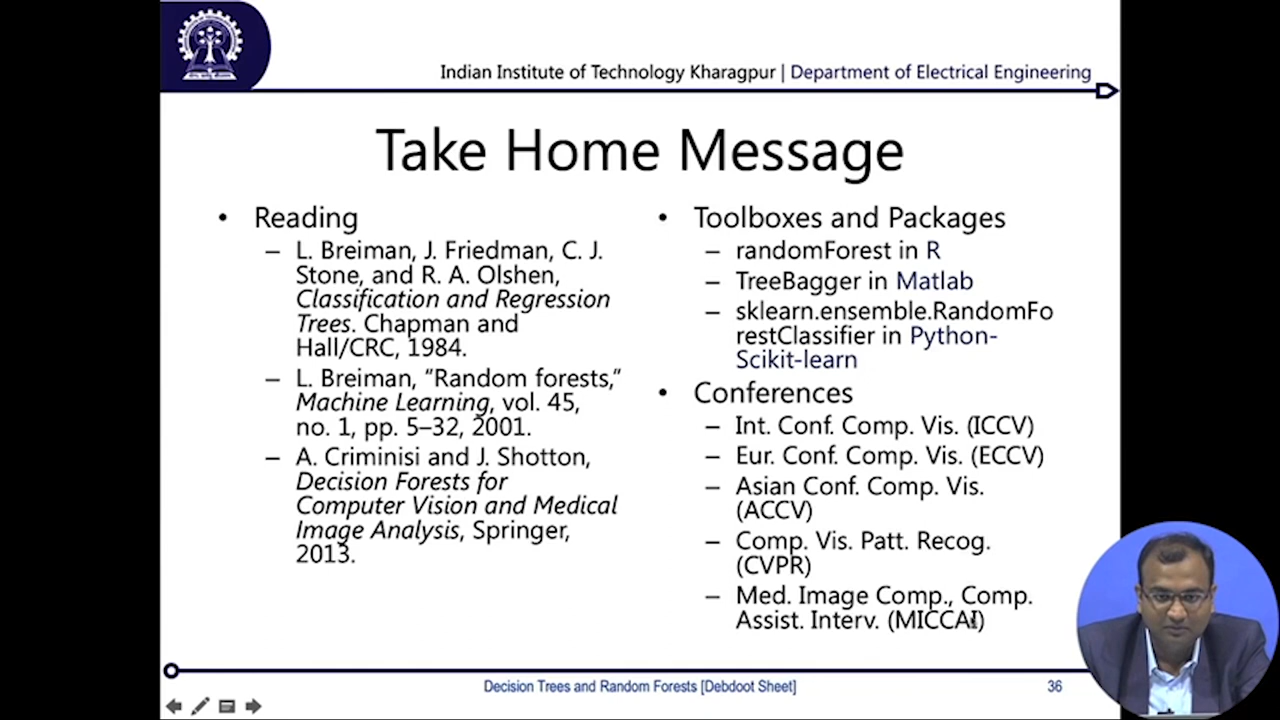 Indian Institute of Technology Kharagpur | Department of Electrical Engineering
Take Home Message
• Reading
– L. Breiman, J. Friedman, C. J.
Stone, and R. A. Olshen,
Classification and Regression
Trees. Chapman and
Hall/CRC, 1984.
– L. Breiman, “Random forests,”
Machine Learning, vol. 45,
no. 1, pp. 5–32, 2001.
– A. Criminisi and J. Shotton,
Decision Forests for
Computer Vision and Medical
Image Analysis, Springer,
2013.
• Toolboxes and Packages
– randomForest in R
– TreeBagger in Matlab
– sklearn.ensemble.RandomFo
restClassifier in Python-
Scikit-learn
• Conferences
– Int. Conf. Comp. Vis. (ICCV)
– Eur. Conf. Comp. Vis. (ECCV)
– Asian Conf. Comp. Vis.
(ACCV)
– Comp. Vis. Patt. Recog.
(CVPR)
– Med. Image Comp., Comp.
Assist. Interv. (MICCAI)
Decision Trees and Random Forests [Debdoot Sheet]
36